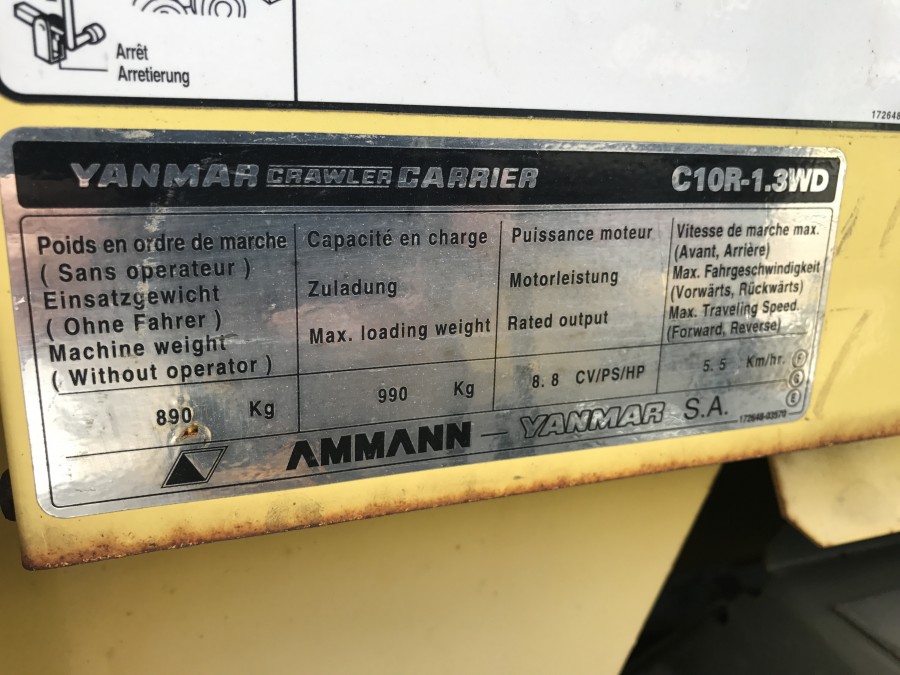 Arrêt
Arretierung
172648
YANMAR CRAWLER CARRIER C10R-1.3WD
Poids en ordre de marche
( Sans operateur )
Einsatzgewicht
( Ohne Fahrer )
Machine weight
( Without operator )
Capacité en charge
Zuladung
Max. loading weight
Puissance moteur
Motorleistung
Rated output
Vitesse de marche max.
(Avant, Arrière)
Max. Fahrgeschwindigkeit
(Vorwärts, Rückwärts)
Max. Traveling Speed.
(Forward, Reverse)
890 Kg
990 Kg
8.8 CV/PS/HP
5.5 Km/hr.
F
G
E
AMMANN - YANMAR S.A.
172648-03570